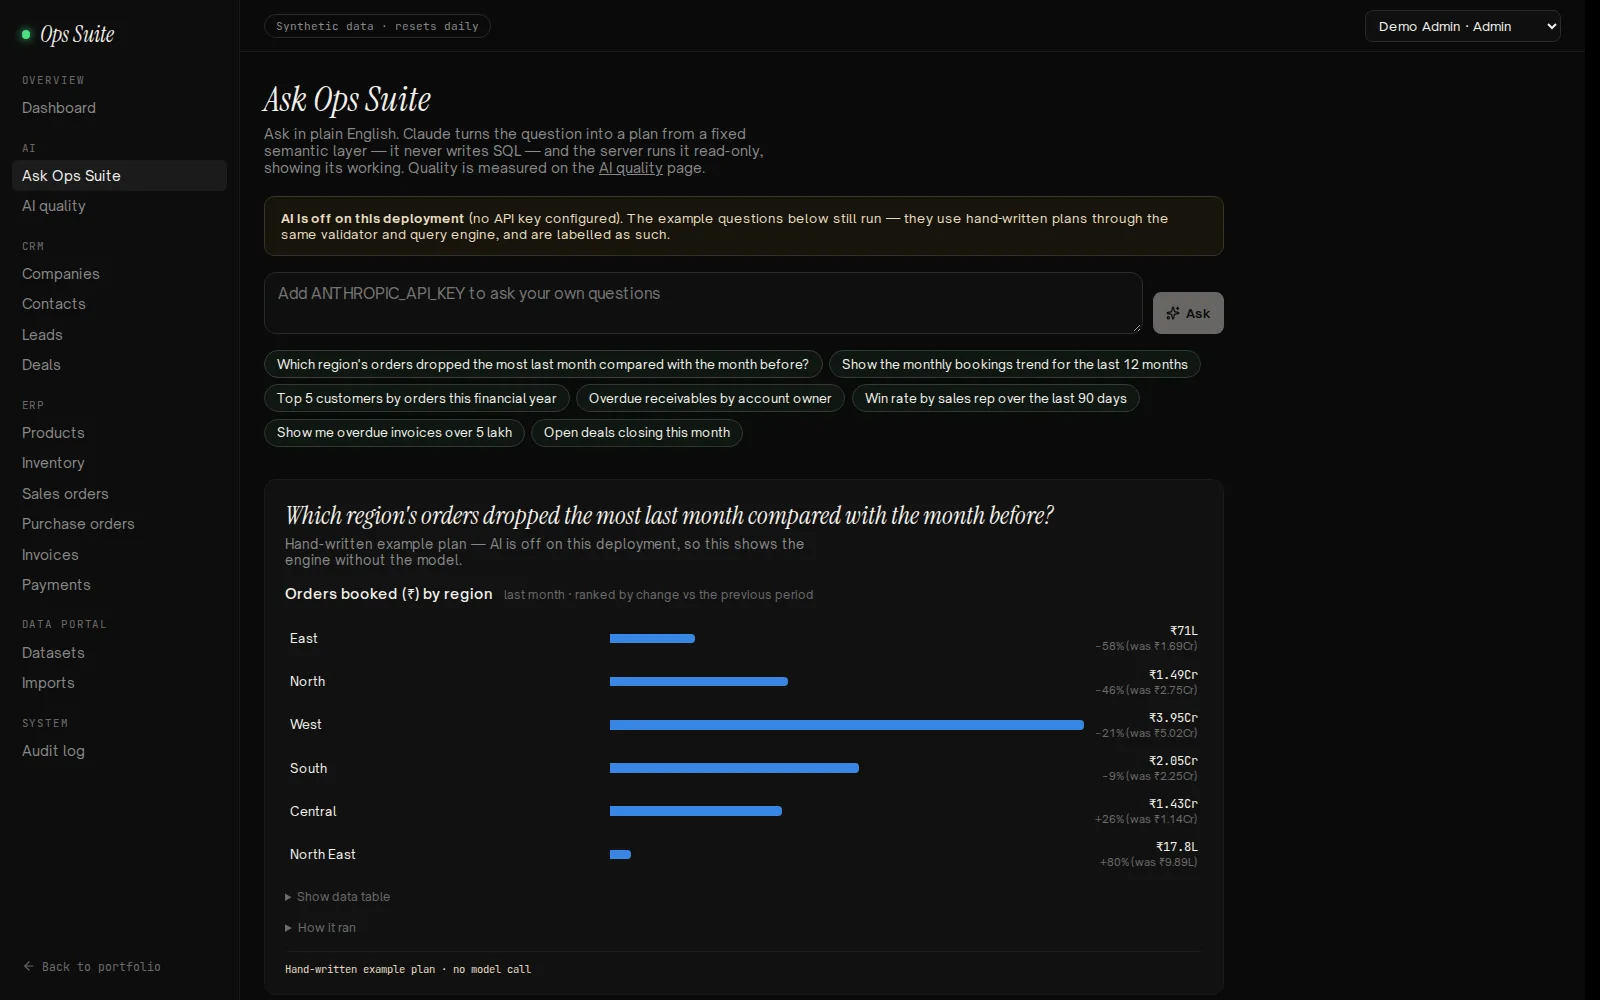 Ops Suite
OVERVIEW
Dashboard
AI
Ask Ops Suite
AI quality
CRM
Companies
Contacts
Leads
Deals
ERP
Products
Inventory
Sales orders
Purchase orders
Invoices
Payments
DATA PORTAL
Datasets
Imports
SYSTEM
Audit log
← Back to portfolio
Synthetic data · resets daily
Demo Admin · Admin
Ask Ops Suite
Ask in plain English. Claude turns the question into a plan from a fixed
semantic layer — it never writes SQL — and the server runs it read-only,
showing its working. Quality is measured on the AI quality page.
AI is off on this deployment (no API key configured). The example questions below still run — they use hand-written plans through the
same validator and query engine, and are labelled as such.
Add ANTHROPIC_API_KEY to ask your own questions
Ask
Which region's orders dropped the most last month compared with the month before?
Show the monthly bookings trend for the last 12 months
Top 5 customers by orders this financial year
Overdue receivables by account owner
Win rate by sales rep over the last 90 days
Show me overdue invoices over 5 lakh
Open deals closing this month
Which region's orders dropped the most last month compared with the month before?
Hand-written example plan — AI is off on this deployment, so this shows the
engine without the model.
Orders booked (₹) by region last month · ranked by change vs the previous period
East
₹71L
-58% (was ₹1.69Cr)
North
₹1.49Cr
-46% (was ₹2.75Cr)
West
₹3.95Cr
-21% (was ₹5.02Cr)
South
₹2.05Cr
-9% (was ₹2.25Cr)
Central
₹1.43Cr
+26% (was ₹1.14Cr)
North East
₹17.8L
+80% (was ₹9.89L)
▶ Show data table
▶ How it ran
Hand-written example plan · no model call